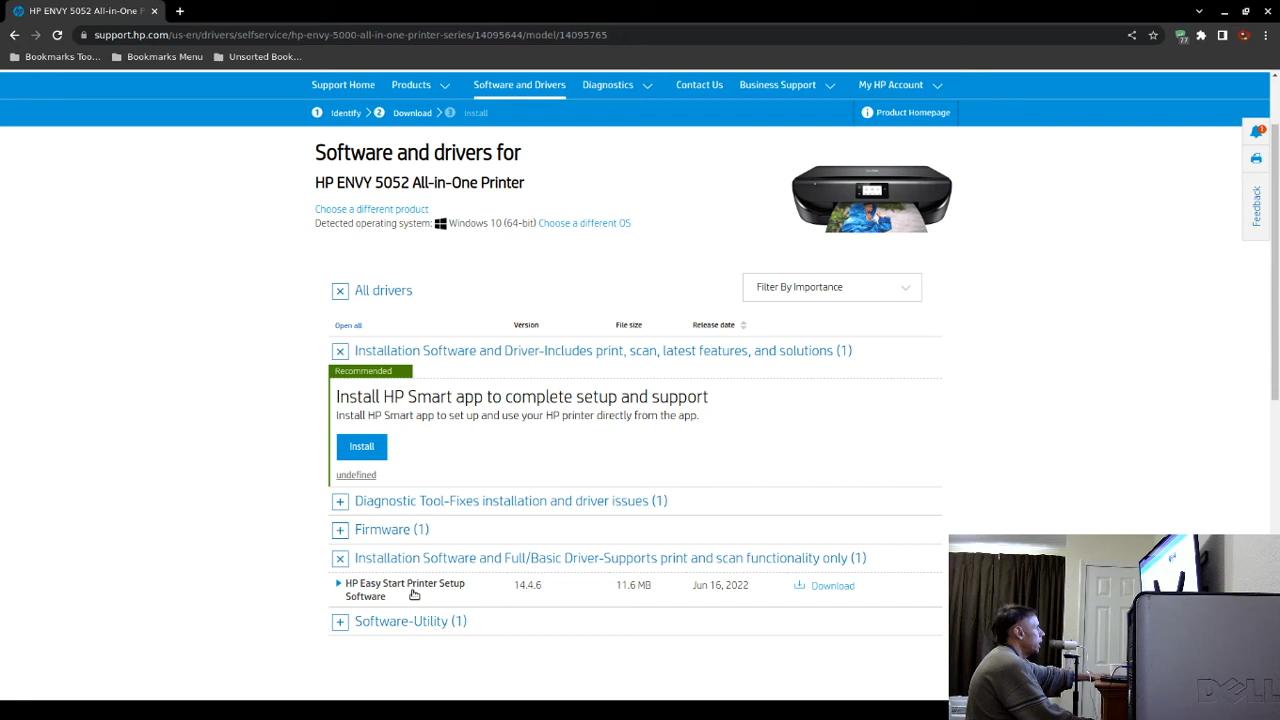 HP ENVY 5052 All-in-One P
support.hp.com/us-en/drivers/selfservice/hp-envy-5000-all-in-one-printer-series/14095644/model/14095765
77
Bookmarks Too...
Bookmarks Menu
Unsorted Book...
Support Home
Products
Software and Drivers
Diagnostics
Contact Us
Business Support
My HP Account
1 Identify
2 Download
3 Install
Product Homepage
1
Feedback
Software and drivers for
HP ENVY 5052 All-in-One Printer
Choose a different product
Detected operating system: Windows 10 (64-bit) Choose a different OS
All drivers
Filter By Importance
Open all
Version
File size
Release date
Installation Software and Driver-Includes print, scan, latest features, and solutions (1)
Recommended
Install HP Smart app to complete setup and support
Install HP Smart app to set up and use your HP printer directly from the app.
Install
undefined
Diagnostic Tool-Fixes installation and driver issues (1)
Firmware (1)
Installation Software and Full/Basic Driver-Supports print and scan functionality only (1)
HP Easy Start Printer Setup
Software
14.4.6
11.6 MB
Jun 16, 2022
Download
Software-Utility (1)
DELL